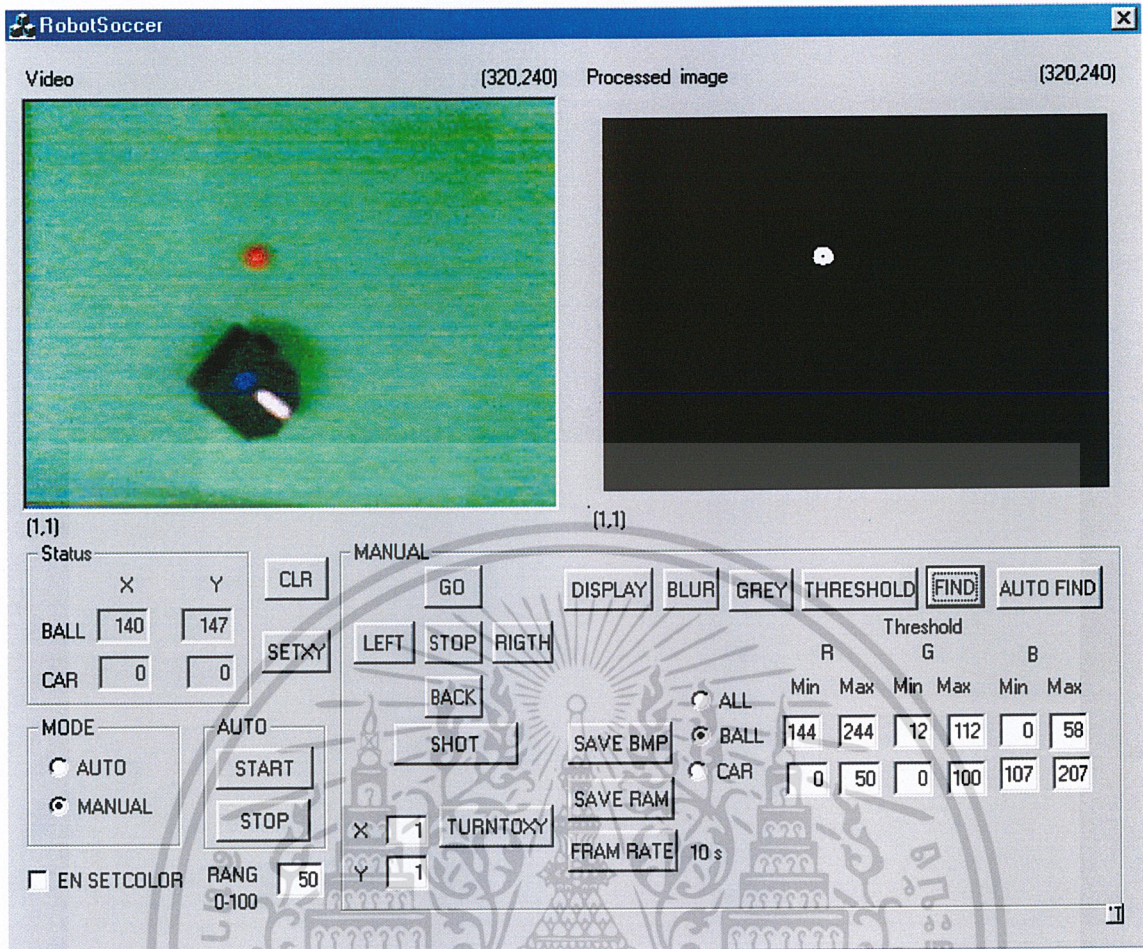 RobotSoccer
Video (320,240) Processed image (320,240)
(1,1) (1,1)
Status
X Y
BALL 140 147
CAR 0 0
CLR
SETXY
MODE
AUTO
MANUAL
AUTO
START
STOP
EN SETCOLOR
RANG 50
0-100
MANUAL
GO
LEFT STOP RIGTH
BACK
SHOT
X 1 TURNTOXY
Y 1
DISPLAY BLUR GREY THRESHOLD FIND AUTO FIND
Threshold
R G B
Min Max Min Max Min Max
ALL
BALL 144 244 12 112 0 58
CAR 0 50 0 100 107 207
SAVE BMP
SAVE RAM
FRAM RATE 10 s